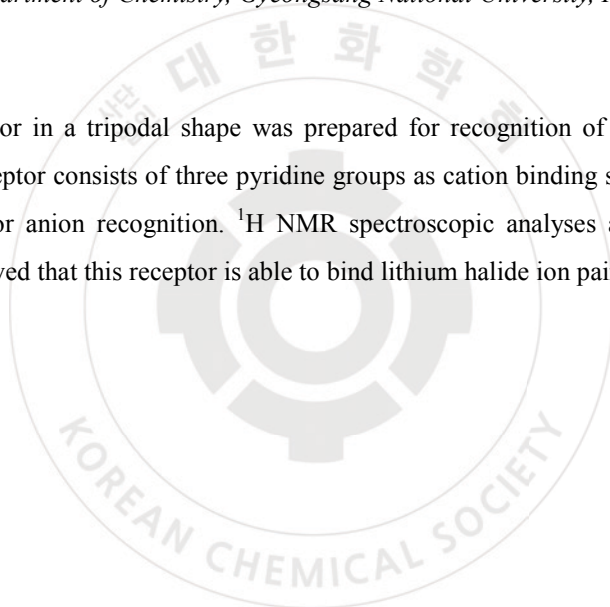 artment of Chemistry, Gyeongsang National University,
or in a tripodal shape was prepared for recognition of
eptor consists of three pyridine groups as cation binding s
or anion recognition. ¹H NMR spectroscopic analyses a
ved that this receptor is able to bind lithium halide ion pai
대한화학회
KOREAN CHEMICAL SOCIETY